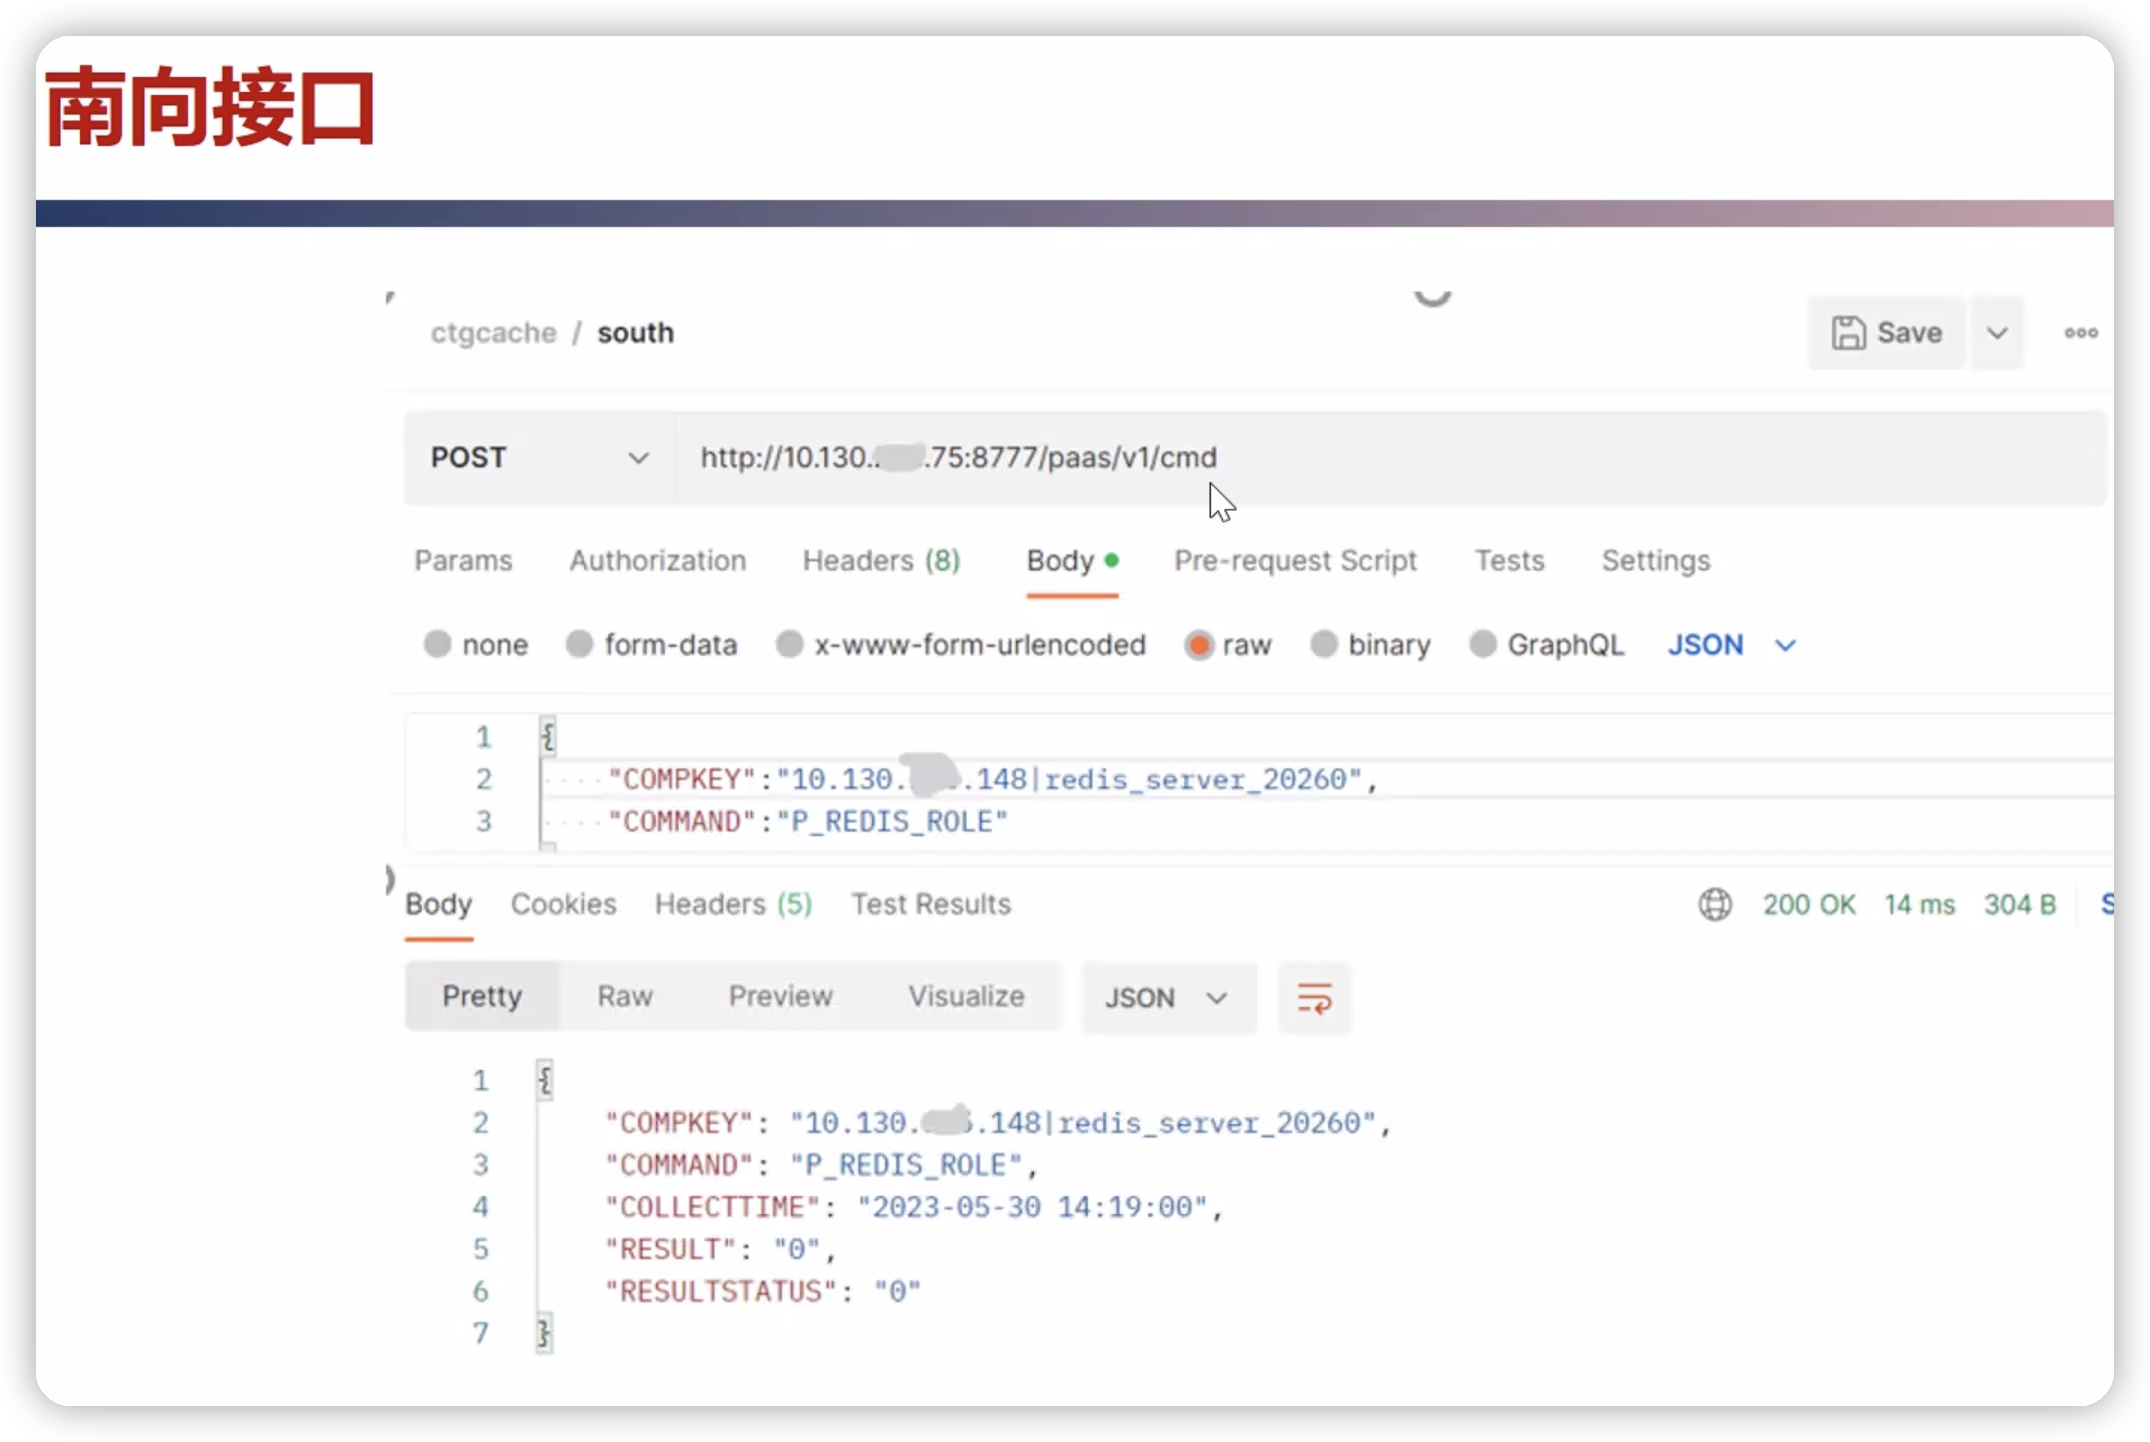 南向接口
ctgcache / south
Save
POST
http://10.130. .75:8777/paas/v1/cmd
Params Authorization Headers (8) Body Pre-request Script Tests Settings
none form-data x-www-form-urlencoded raw binary GraphQL JSON
1 {
2 "COMPKEY":"10.130. .148|redis_server_20260",
3 "COMMAND":"P_REDIS_ROLE"
Body Cookies Headers (5) Test Results 200 OK 14 ms 304 B
Pretty Raw Preview Visualize JSON
1 {
2 "COMPKEY": "10.130. .148|redis_server_20260",
3 "COMMAND": "P_REDIS_ROLE",
4 "COLLECTTIME": "2023-05-30 14:19:00",
5 "RESULT": "0",
6 "RESULTSTATUS": "0"
7 }